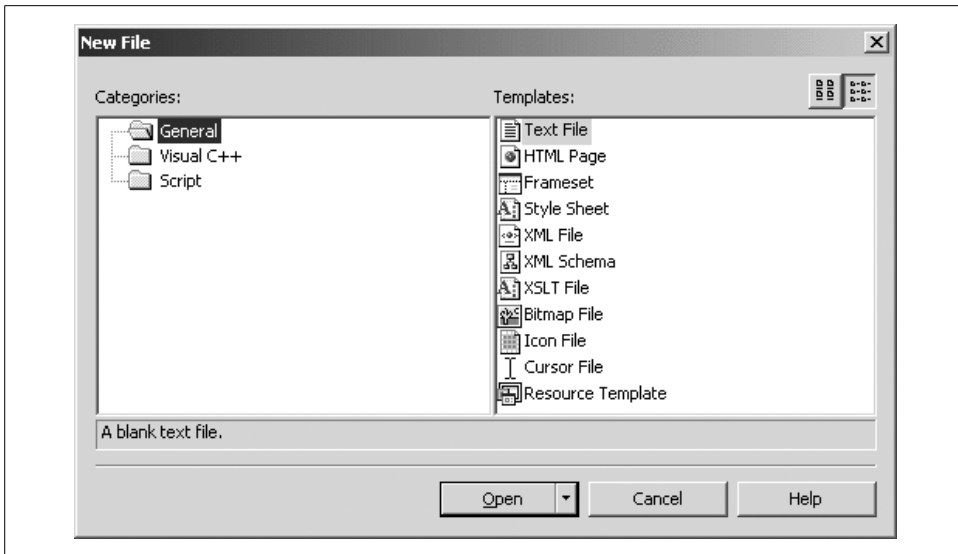 New File
Categories:
Templates:
General
Visual C++
Script
Text File
HTML Page
Frameset
Style Sheet
XML File
XML Schema
XSLT File
Bitmap File
Icon File
Cursor File
Resource Template
A blank text file.
Open
Cancel
Help